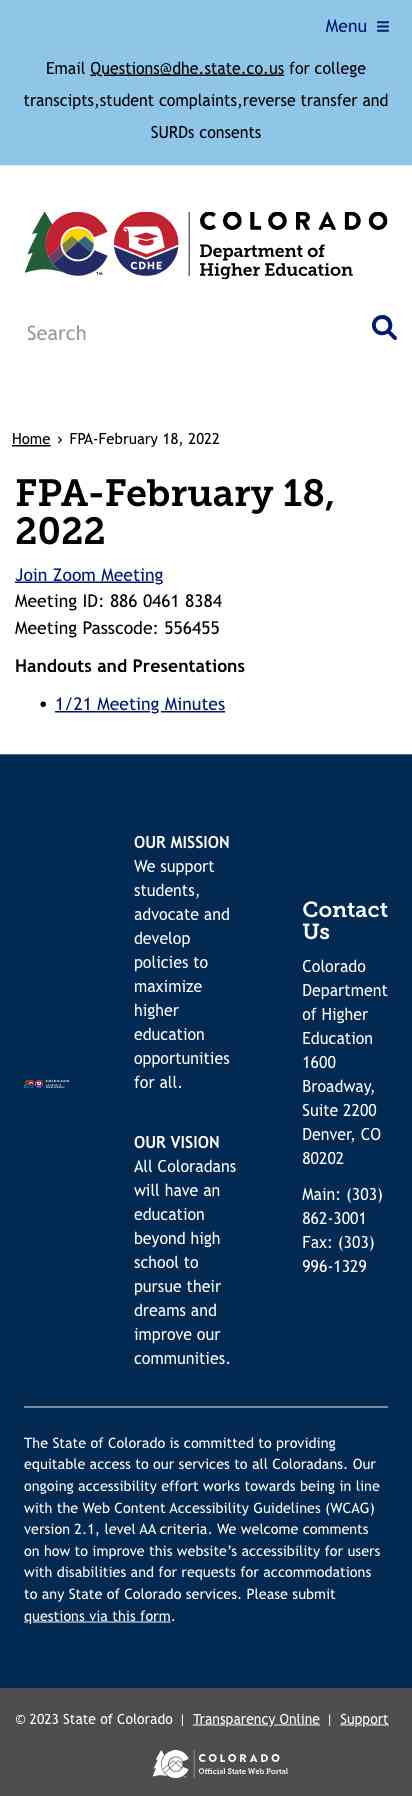 Menu
Email Questions@dhe.state.co.us for college
transcipts,student complaints,reverse transfer and
SURDs consents
COLORADO
Department of
Higher Education
CDHE
TM
Search
Home › FPA-February 18, 2022
FPA-February 18,
2022
Join Zoom Meeting
Meeting ID: 886 0461 8384
Meeting Passcode: 556455
Handouts and Presentations
• 1/21 Meeting Minutes
OUR MISSION
We support
students,
advocate and
develop
policies to
maximize
higher
education
opportunities
for all.
OUR VISION
All Coloradans
will have an
education
beyond high
school to
pursue their
dreams and
improve our
communities.
Contact
Us
Colorado
Department
of Higher
Education
1600
Broadway,
Suite 2200
Denver, CO
80202
Main: (303)
862-3001
Fax: (303)
996-1329
The State of Colorado is committed to providing
equitable access to our services to all Coloradans. Our
ongoing accessibility effort works towards being in line
with the Web Content Accessibility Guidelines (WCAG)
version 2.1, level AA criteria. We welcome comments
on how to improve this website's accessibility for users
with disabilities and for requests for accommodations
to any State of Colorado services. Please submit
questions via this form.
© 2023 State of Colorado | Transparency Online | Support
COLORADO
Official State Web Portal